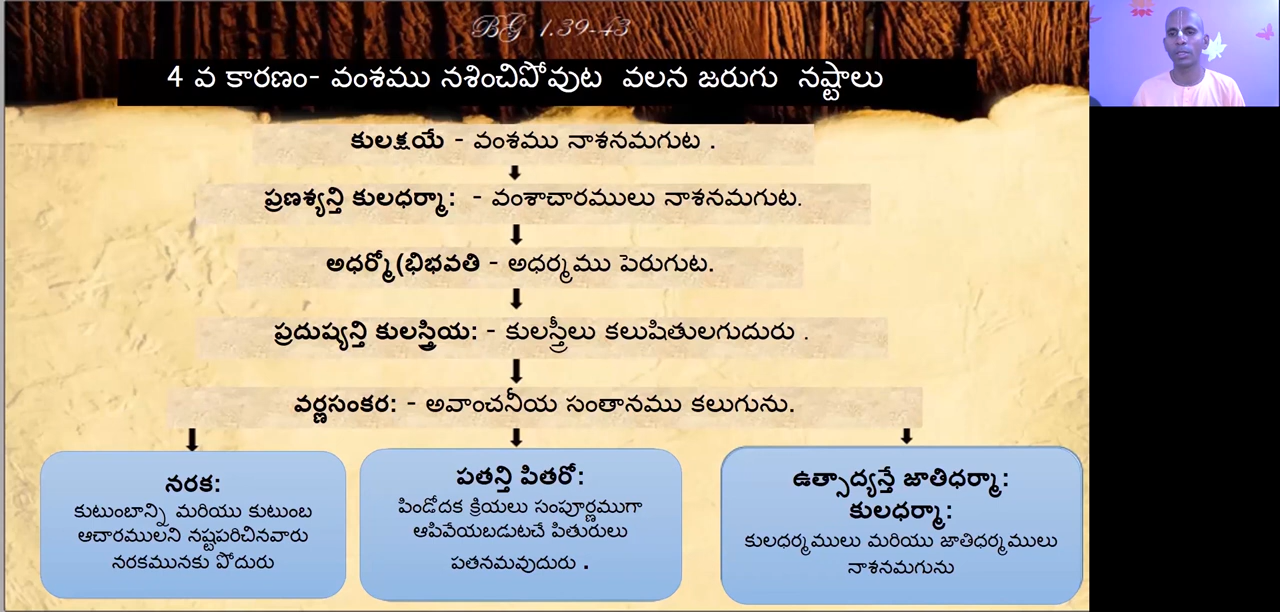 BG 1.39-43
4 వ కారణం- వంశము నశించిపోవుట వలన జరుగు నష్టాలు
కులక్షయే - వంశము నాశనమగుట .
ప్రణశ్యన్తి కులధర్మా: - వంశాచారములు నాశనమగుట.
అధర్మో(భిభవతి - అధర్మము పెరుగుట.
ప్రదుష్యన్తి కులస్త్రియ: - కులస్త్రీలు కలుషితులగుదురు .
వర్ణసంకర: - అవాంచనీయ సంతానము కలుగును.
నరక:
కుటుంబాన్ని మరియు కుటుంబ
ఆచారములని నష్టపరిచినవారు
నరకమునకు పోదురు
పతన్తి పితరో:
పిండోదక క్రియలు సంపూర్ణముగా
ఆపివేయబడుటచే పితురులు
పతనమవుదురు .
ఉత్సాద్యన్తే జాతిధర్మా:
కులధర్మా:
కులధర్మములు మరియు జాతిధర్మములు
నాశనమగును